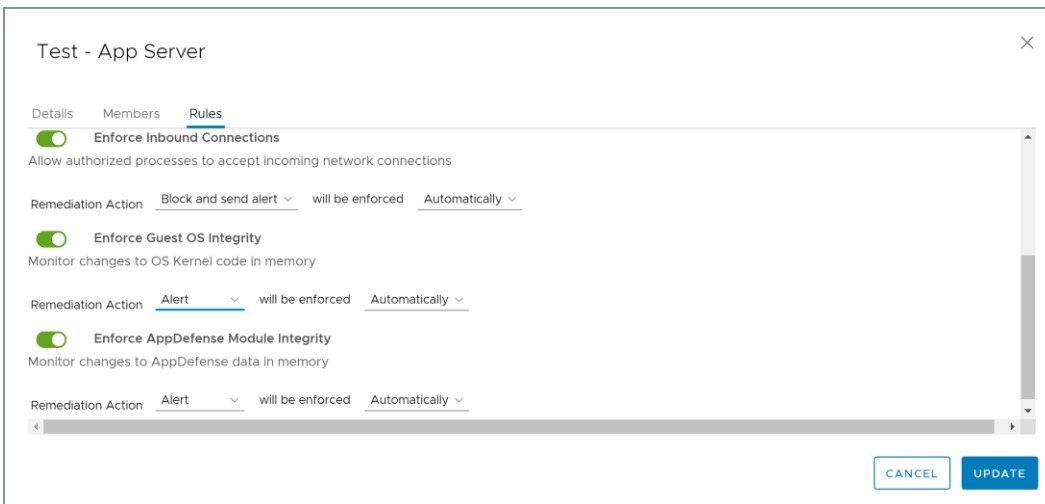 Test - App Server
Details Members Rules
Enforce Inbound Connections
Allow authorized processes to accept incoming network connections
Remediation Action Block and send alert will be enforced Automatically
Enforce Guest OS Integrity
Monitor changes to OS Kernel code in memory
Remediation Action Alert will be enforced Automatically
Enforce AppDefense Module Integrity
Monitor changes to AppDefense data in memory
Remediation Action Alert will be enforced Automatically
CANCEL UPDATE